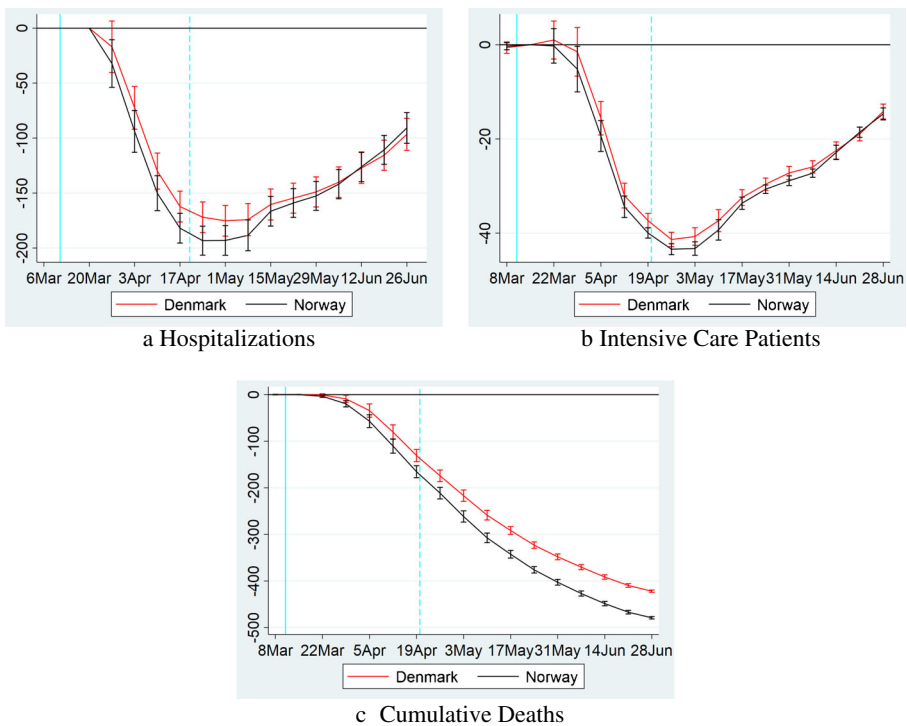 0
-50
-100
-150
-200
6Mar 20Mar 3Apr 17Apr 1May 15May 29May 12Jun 26Jun
Denmark Norway
a Hospitalizations
0
-20
-40
8Mar 22Mar 5Apr 19Apr 3May 17May 31May 14Jun 28Jun
Denmark Norway
b Intensive Care Patients
0
-100
-200
-300
-400
-500
8Mar 22Mar 5Apr 19Apr 3May 17May 31May 14Jun 28Jun
Denmark Norway
c Cumulative Deaths